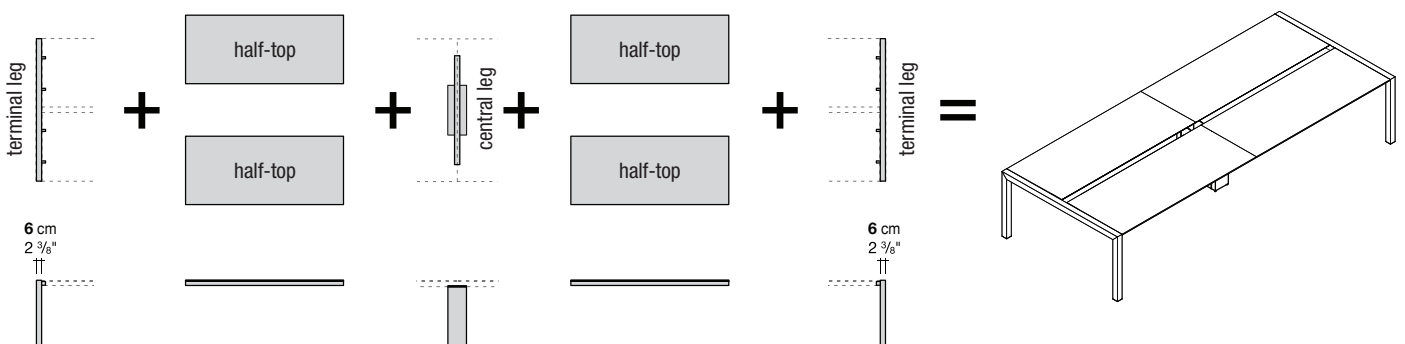 terminal leg
+
half-top
half-top
+
central leg
+
half-top
half-top
+
terminal leg
=
6 cm
2 ³⁄₈"
6 cm
2 ³⁄₈"